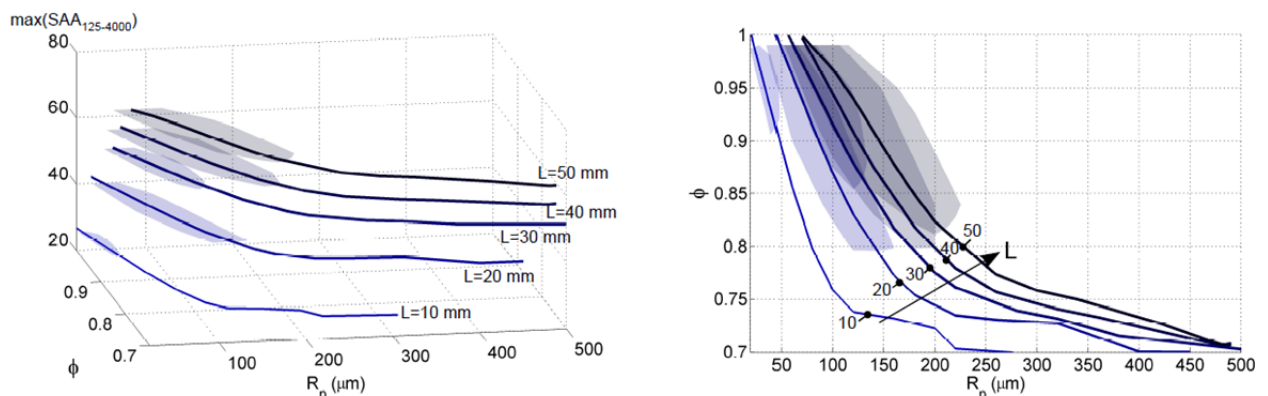 max(SAA125-4000)
80
60
40
20
0.9
0.8
0.7
ϕ
100
200
300
400
500
Rp (μm)
L=50 mm
L=40 mm
L=30 mm
L=20 mm
L=10 mm
1
0.95
0.9
0.85
ϕ
0.8
0.75
0.7
50
40
L
30
20
10
50 100 150 200 250 300 350 400 450 500
Rp (μm)